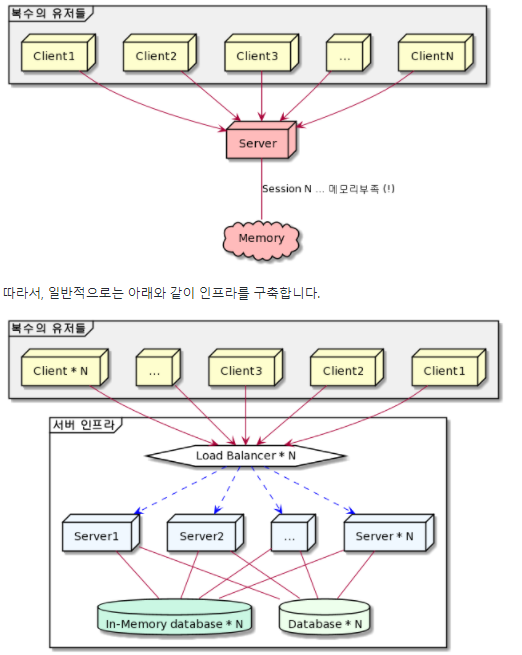 복수의 유저들
Client1
Client2
Client3
...
ClientN
Server
Session N ... 메모리부족 (!)
Memory
따라서, 일반적으로는 아래와 같이 인프라를 구축합니다.
복수의 유저들
Client * N
...
Client3
Client2
Client1
서버 인프라
Load Balancer * N
Server1
Server2
...
Server * N
In-Memory database * N
Database * N